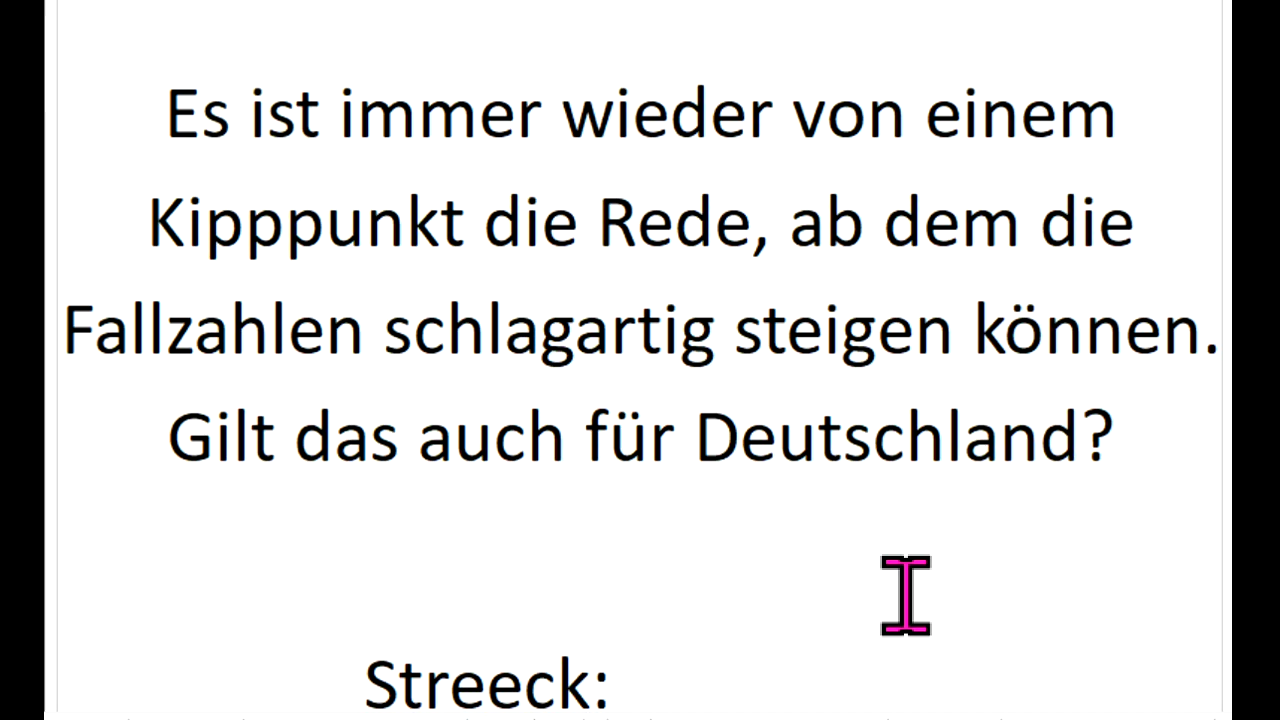 Es ist immer wieder von einem
Kipppunkt die Rede, ab dem die
Fallzahlen schlagartig steigen können.
Gilt das auch für Deutschland?
Streeck: